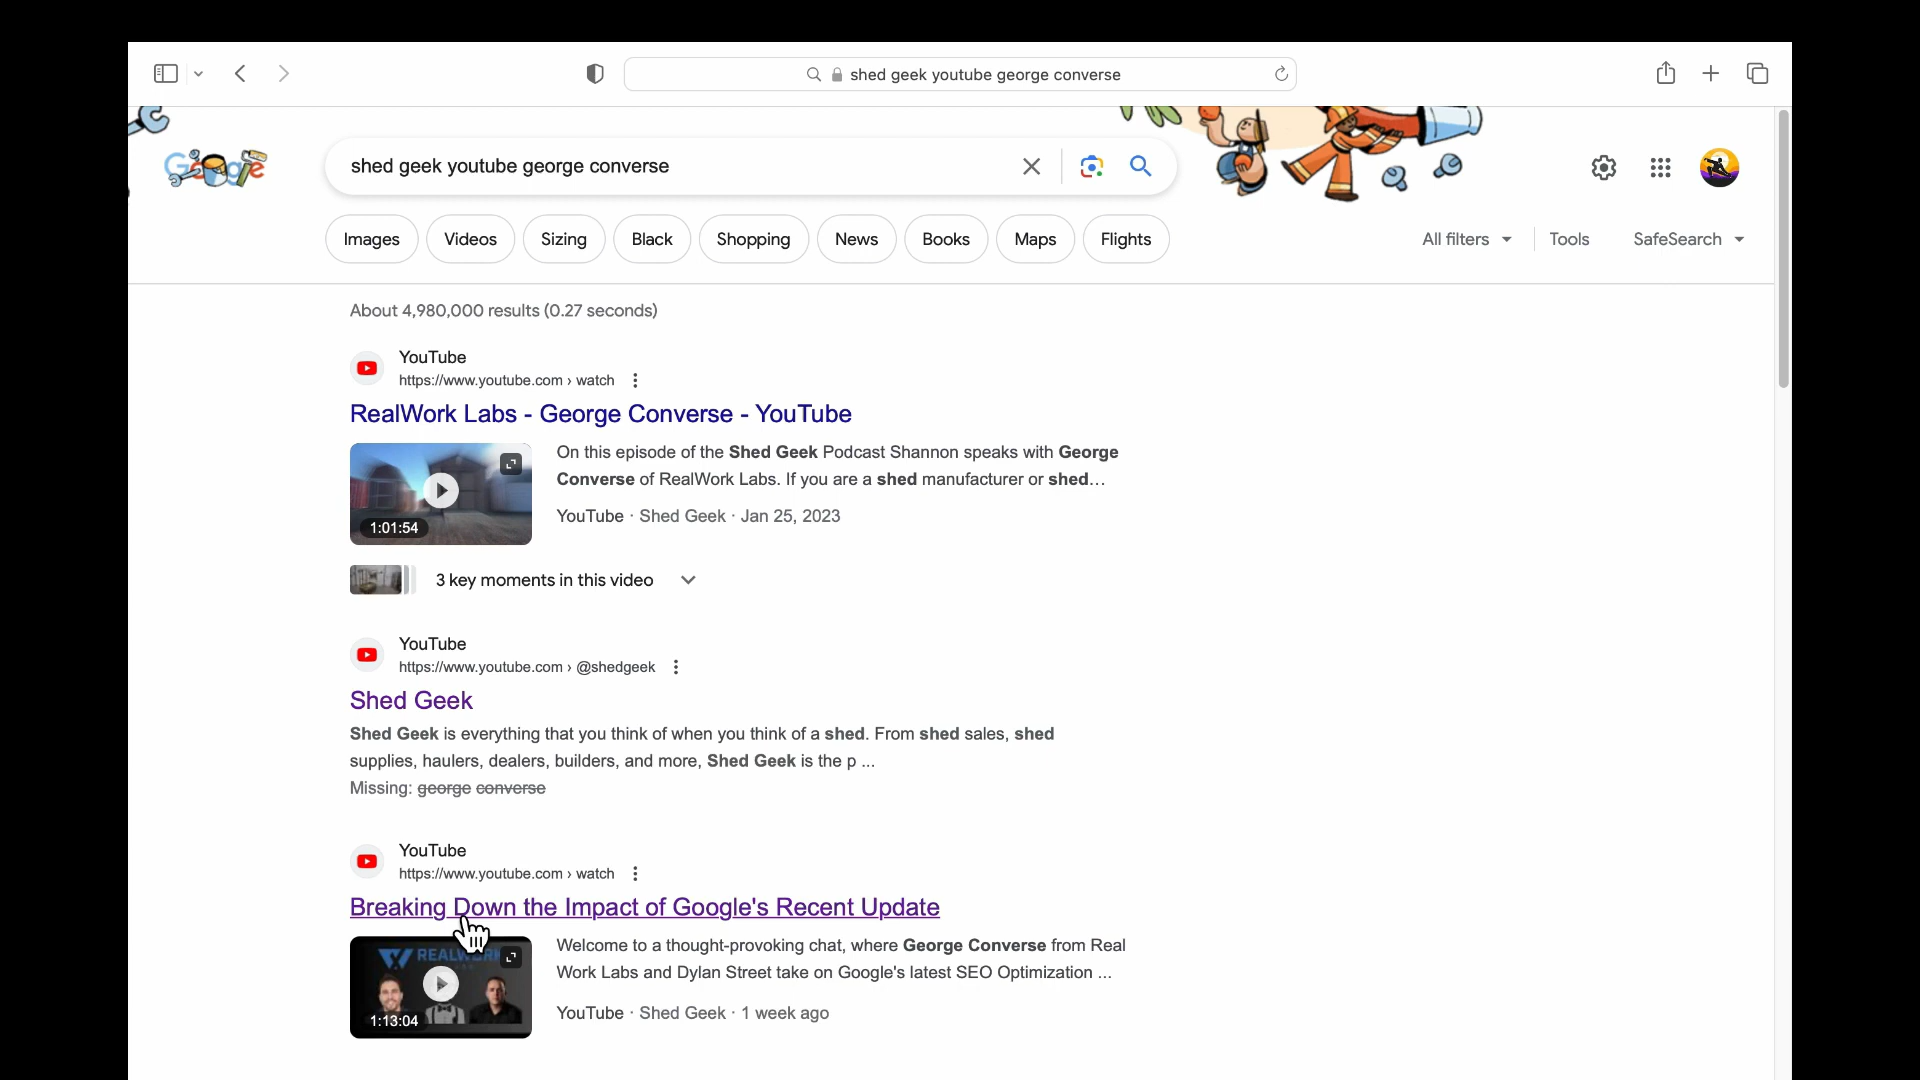 shed geek youtube george converse
Google
shed geek youtube george converse
Images
Videos
Sizing
Black
Shopping
News
Books
Maps
Flights
All filters
Tools
SafeSearch
About 4,980,000 results (0.27 seconds)
YouTube
https://www.youtube.com › watch
RealWork Labs - George Converse - YouTube
On this episode of the Shed Geek Podcast Shannon speaks with George
Converse of RealWork Labs. If you are a shed manufacturer or shed...
YouTube · Shed Geek · Jan 25, 2023
1:01:54
3 key moments in this video
YouTube
https://www.youtube.com › @shedgeek
Shed Geek
Shed Geek is everything that you think of when you think of a shed. From shed sales, shed
supplies, haulers, dealers, builders, and more, Shed Geek is the p ...
Missing: george converse
YouTube
https://www.youtube.com › watch
Breaking Down the Impact of Google's Recent Update
REALWORK
1:13:04
Welcome to a thought-provoking chat, where George Converse from Real
Work Labs and Dylan Street take on Google's latest SEO Optimization ...
YouTube · Shed Geek · 1 week ago